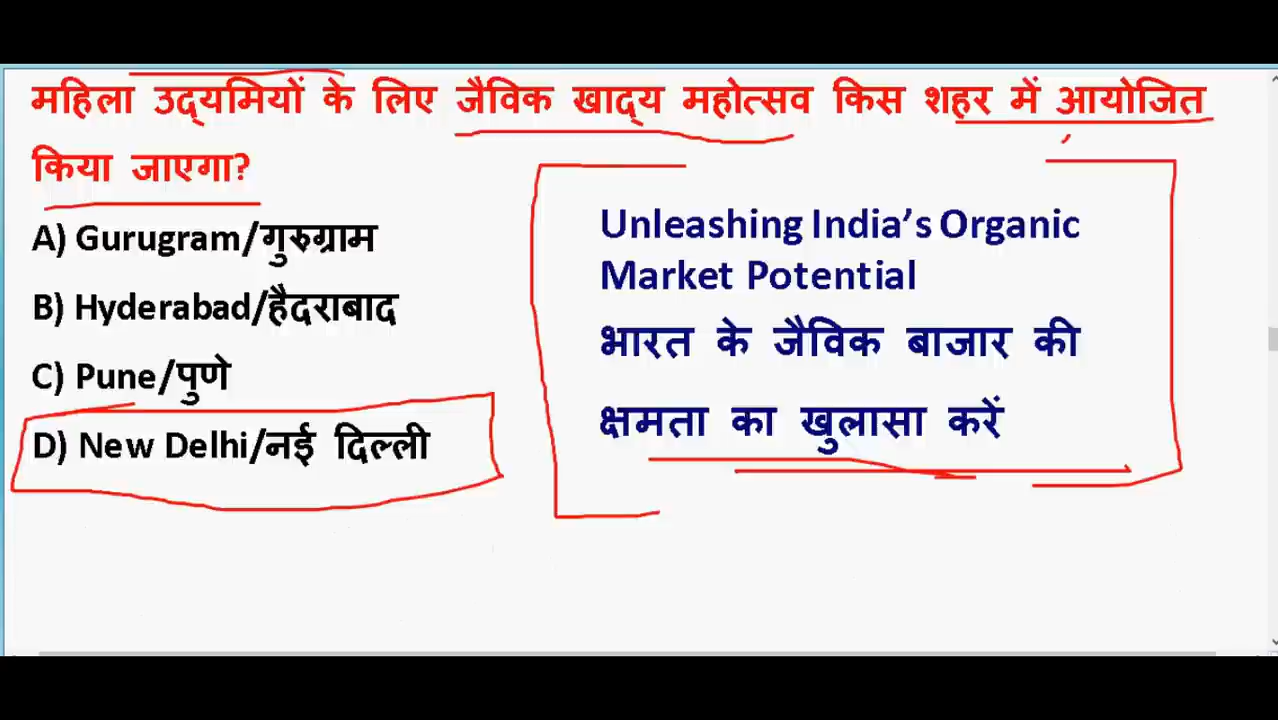 महिला उद्यमियों के लिए जैविक खाद्य महोत्सव किस शहर में आयोजित
किया जाएगा?
A) Gurugram/गुरुग्राम
B) Hyderabad/हैदराबाद
C) Pune/पुणे
D) New Delhi/नई दिल्ली
Unleashing India's Organic
Market Potential
भारत के जैविक बाजार की
क्षमता का खुलासा करें